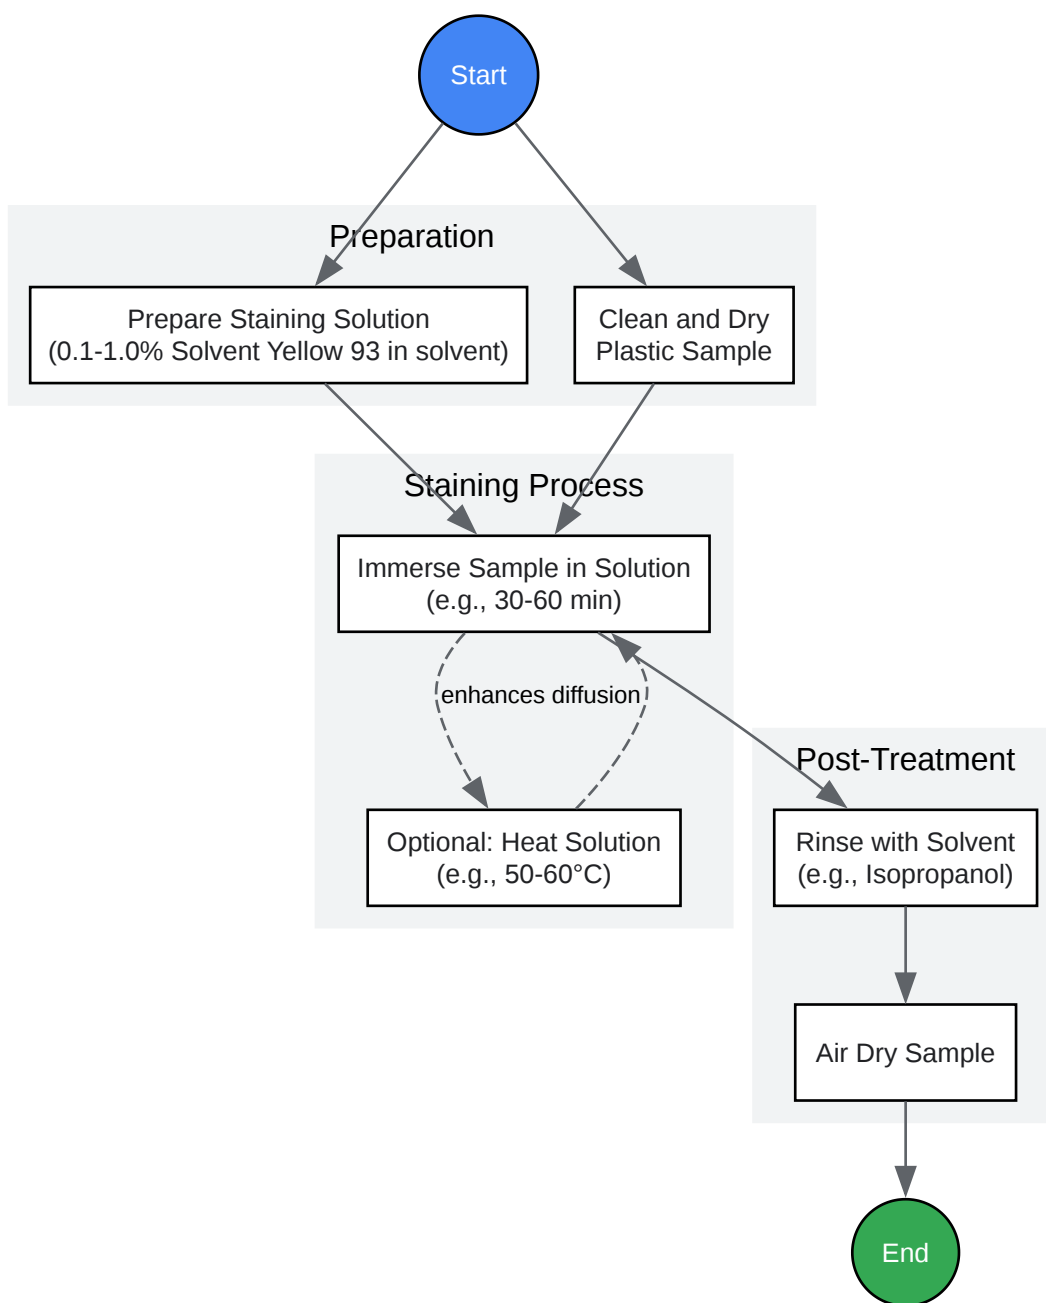 Start
Preparation
Prepare Staining Solution
(0.1-1.0% Solvent Yellow 93 in solvent)
Clean and Dry
Plastic Sample
Staining Process
Immerse Sample in Solution
(e.g., 30-60 min)
enhances diffusion
Optional: Heat Solution
(e.g., 50-60°C)
Post-Treatment
Rinse with Solvent
(e.g., Isopropanol)
Air Dry Sample
End